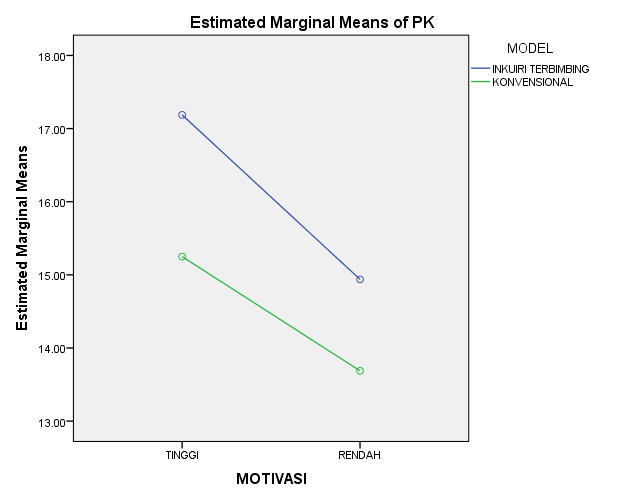 Estimated Marginal Means of PK
MODEL
INKUIRI TERBIMBING
KONVENSIONAL
Estimated Marginal Means
18.00
17.00
16.00
15.00
14.00
13.00
TINGGI
RENDAH
MOTIVASI